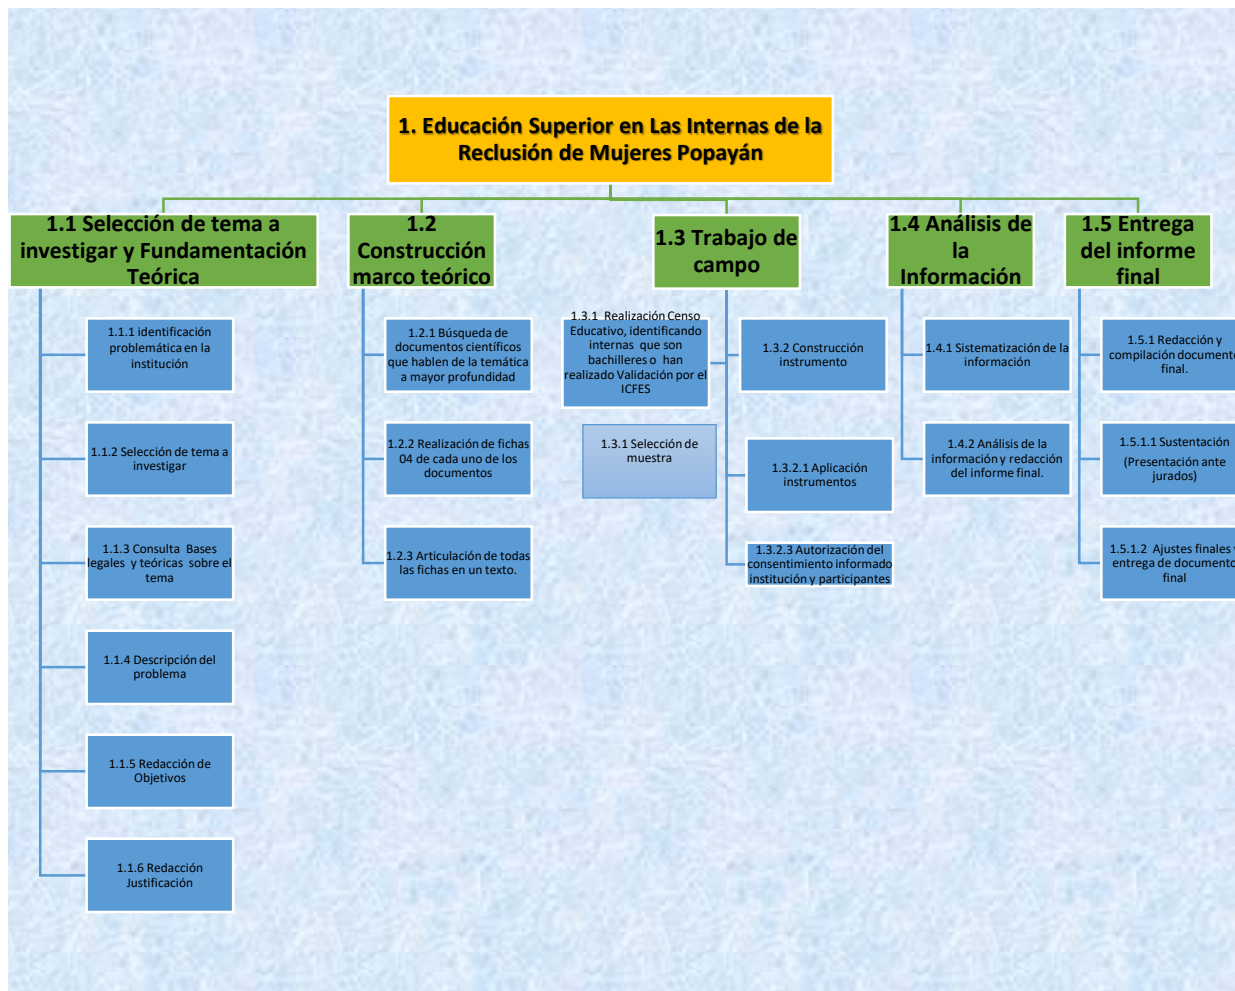 1. Educación Superior en Las Internas de la
Reclusión de Mujeres Popayán
1.1 Selección de tema a
investigar y Fundamentación
Teórica
1.1.1 identificación
problemática en la
institución
1.1.2 Selección de tema a
investigar
1.1.3 Consulta Bases
legales y teóricas sobre el
tema
1.1.4 Descripción del
problema
1.1.5 Redacción de
Objetivos
1.1.6 Redacción
Justificación
1.2
Construcción
marco teórico
1.2.1 Búsqueda de
documentos científicos
que hablen de la temática
a mayor profundidad
1.2.2 Realización de fichas
04 de cada uno de los
documentos
1.2.3 Articulación de todas
las fichas en un texto.
1.3 Trabajo de
campo
1.3.1 Realización Censo
Educativo, identificando
internas que son
bachilleres o han
realizado Validación por el
ICFES
1.3.1 Selección de
muestra
1.3.2 Construcción
instrumento
1.3.2.1 Aplicación
instrumentos
1.3.2.3 Autorización del
consentimiento informado
institución y participantes
1.4 Análisis de
la
Información
1.4.1 Sistematización de la
información
1.4.2 Análisis de la
información y redacción
del informe final.
1.5 Entrega
del informe
final
1.5.1 Redacción y
compilación documento
final.
1.5.1.1 Sustentación
(Presentación ante
jurados)
1.5.1.2 Ajustes finales y
entrega de documento
final